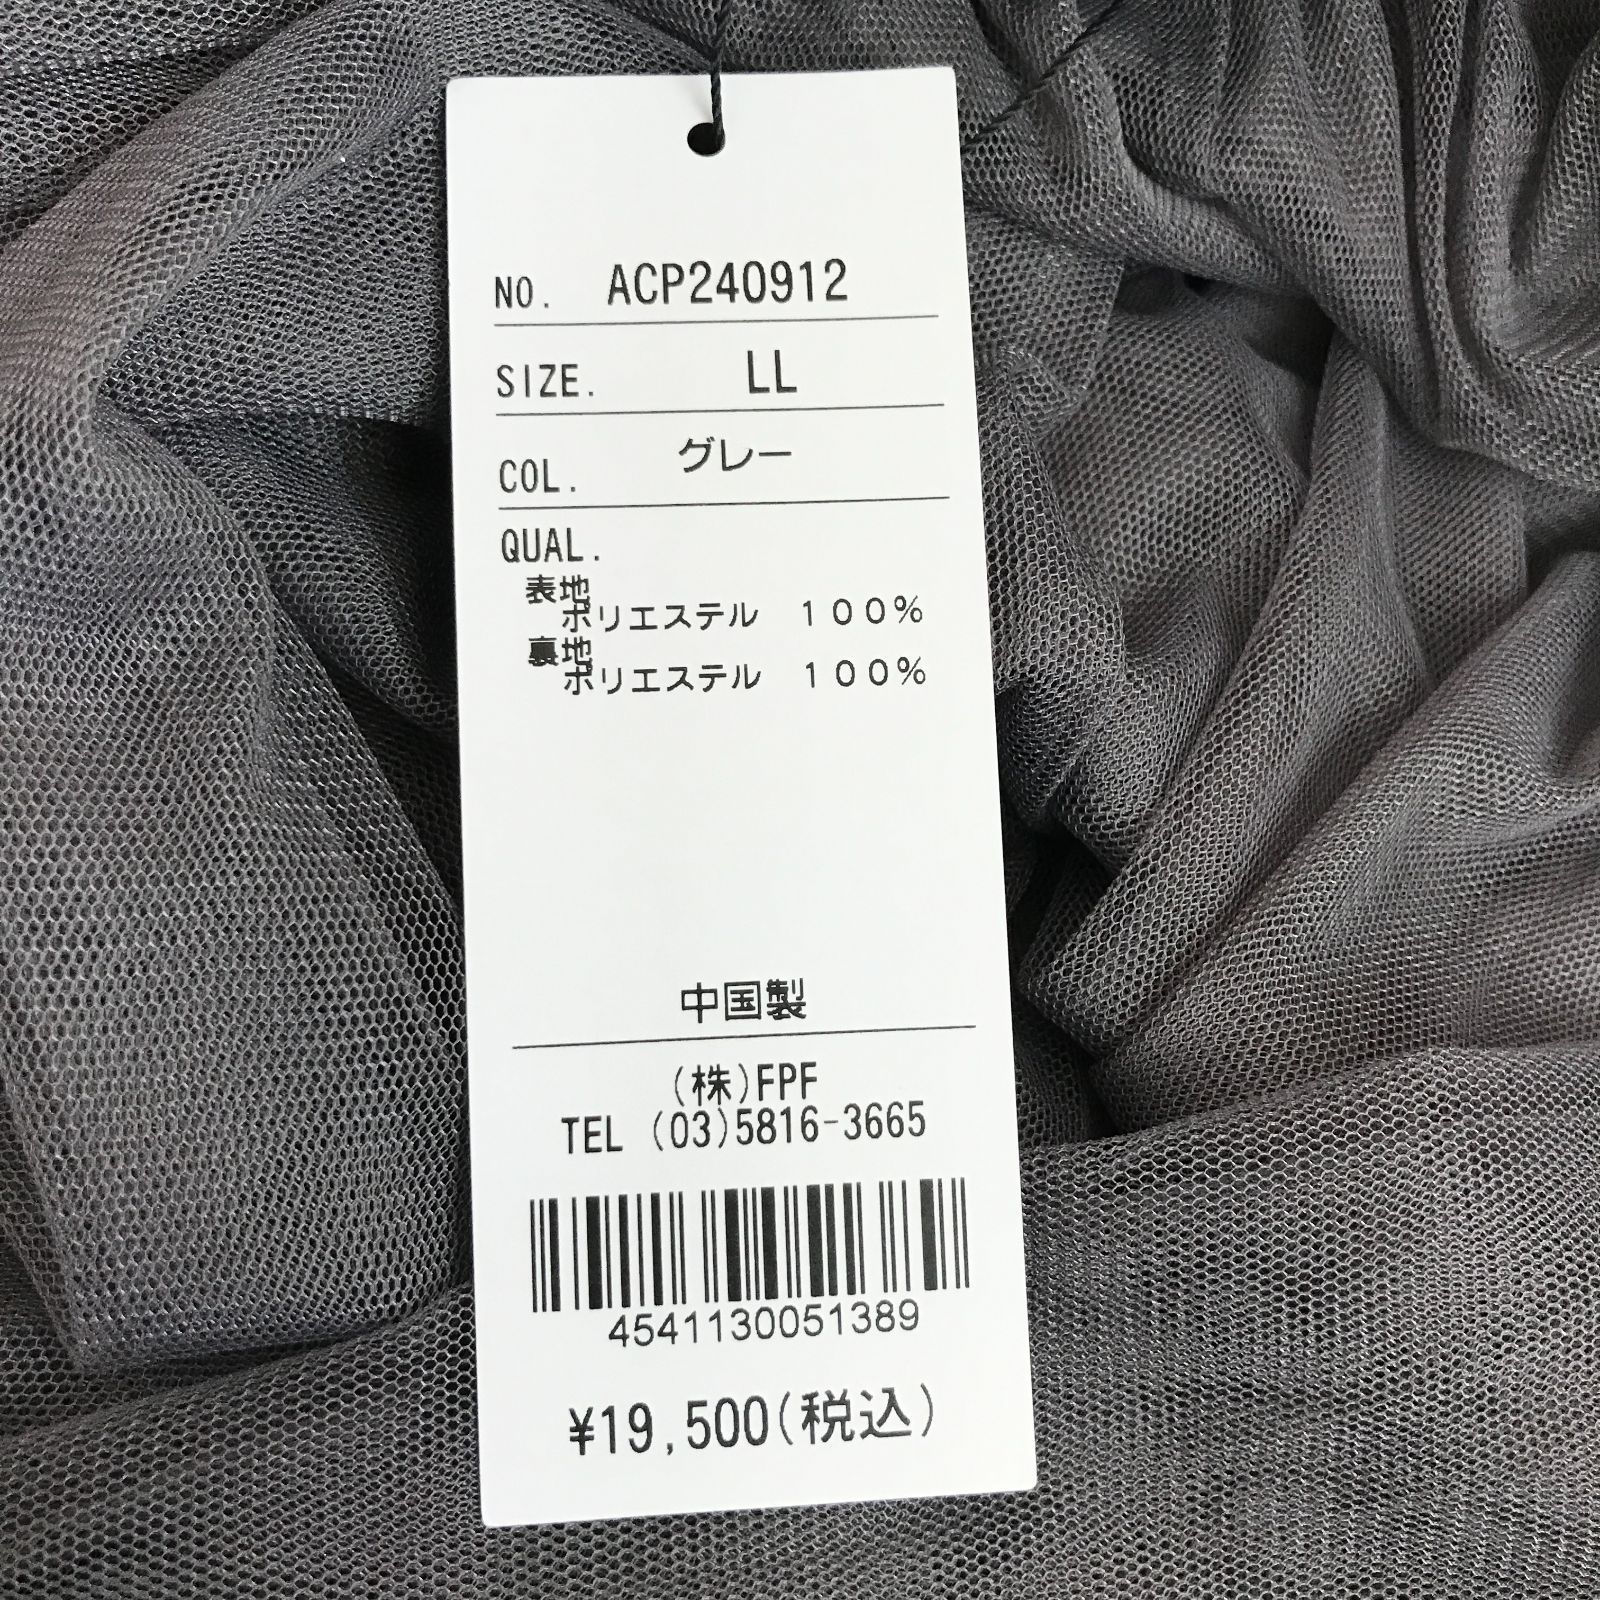 NO. ACP240912
SIZE. LL
COL. グレー
QUAL.
表地
ポリエステル 100%
裏地
ポリエステル 100%
中国製
(株)FPF
TEL (03)5816-3665
4541130051389
¥19,500(税込)